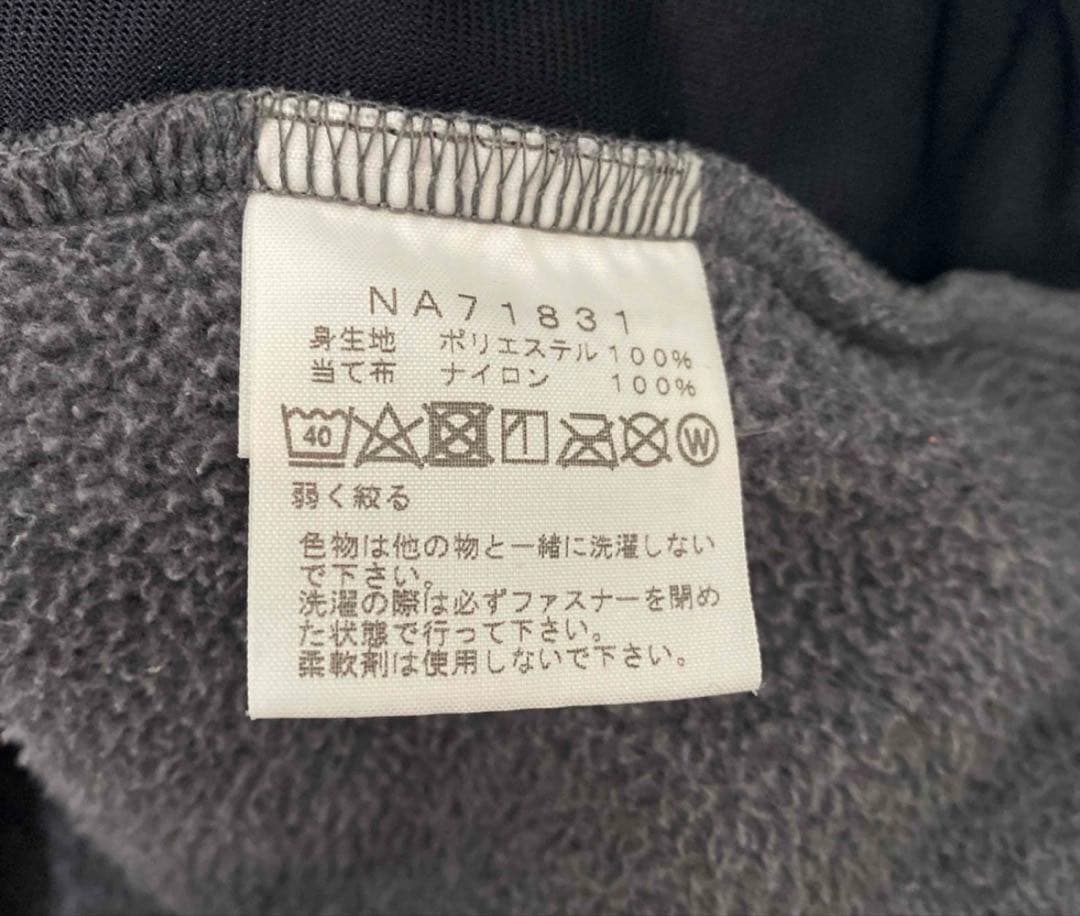 NA71831
身生地 ポリエステル100%
当て布 ナイロン 100%
40 W
弱く絞る
色物は他の物と一緒に洗濯しない
で下さい。
洗濯の際は必ずファスナーを閉め
た状態で行って下さい。
柔軟剤は使用しないで下さい。